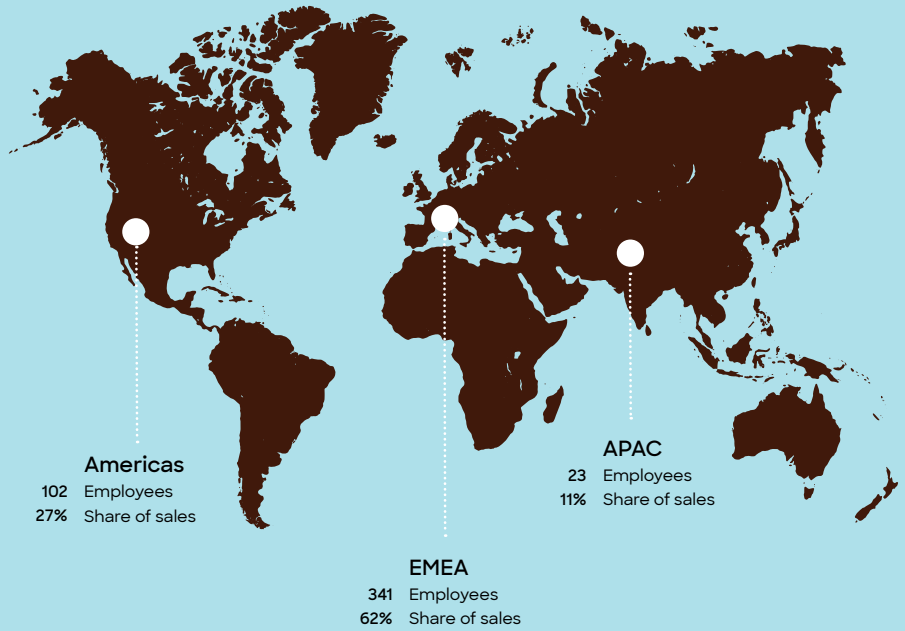 Americas
102 Employees
27% Share of sales
EMEA
341 Employees
62% Share of sales
APAC
23 Employees
11% Share of sales